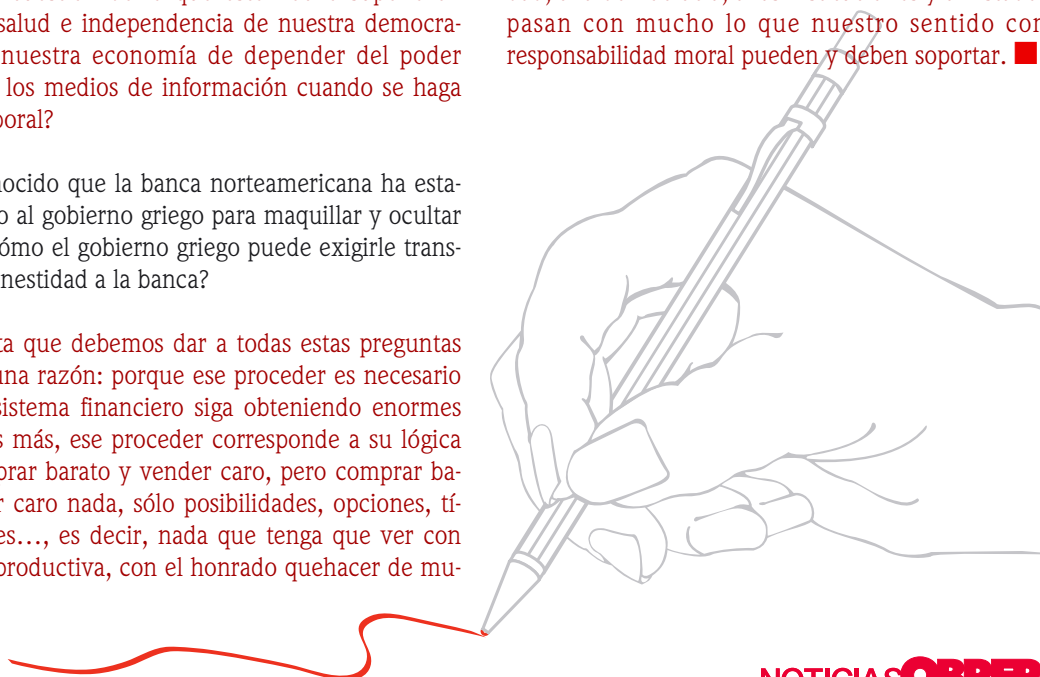 salud e independencia de nuestra democra-
nuestra economía de depender del poder
los medios de información cuando se haga
oral?
ocido que la banca norteamericana ha esta-
o al gobierno griego para maquillar y ocultar
ómo el gobierno griego puede exigirle trans-
nestidad a la banca?
ta que debemos dar a todas estas preguntas
una razón: porque ese proceder es necesario
sistema financiero siga obteniendo enormes
s más, ese proceder corresponde a su lógica
prar barato y vender caro, pero comprar ba-
r caro nada, sólo posibilidades, opciones, tí-
es…, es decir, nada que tenga que ver con
productiva, con el honrado quehacer de mu-
pasan con mucho lo que nuestro sentido com
responsabilidad moral pueden y deben soportar. ■
NOTICIAS OBRER